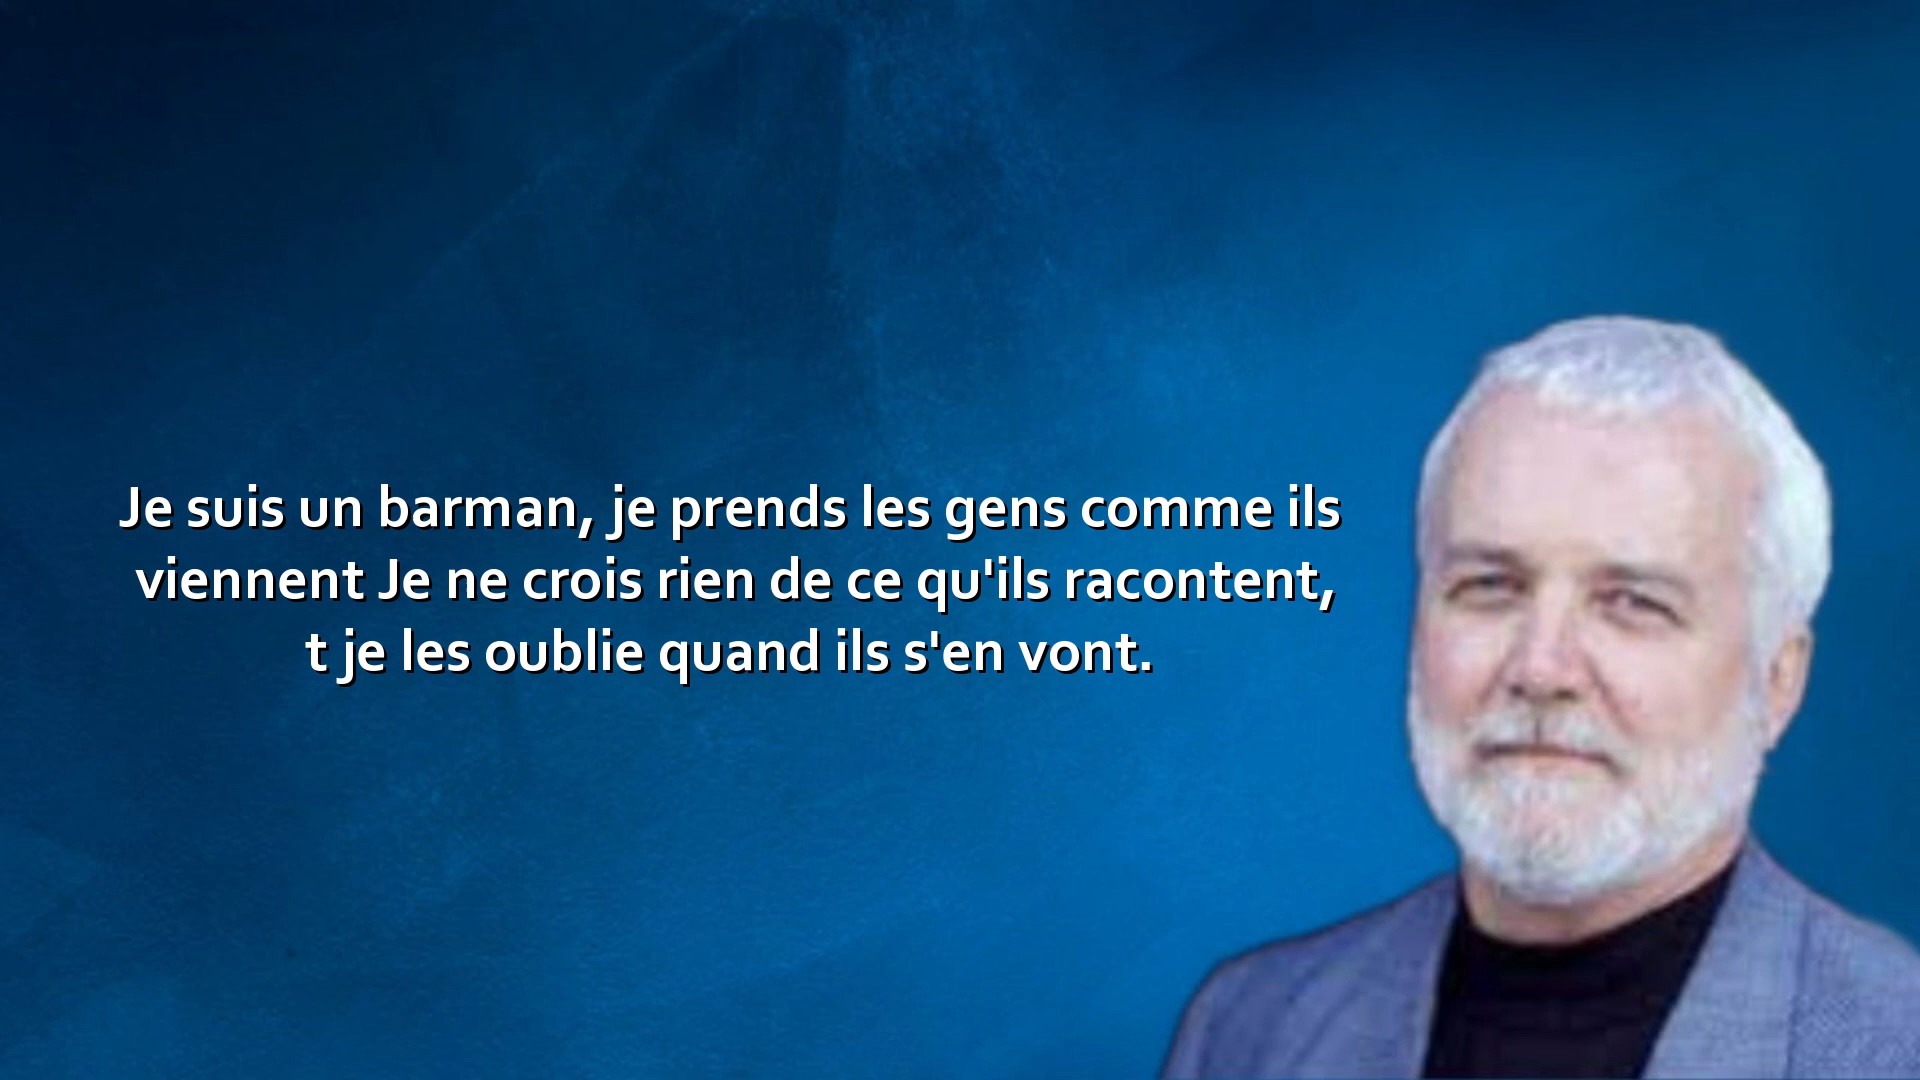 Je suis un barman, je prends les gens comme ils
viennent Je ne crois rien de ce qu'ils racontent,
t je les oublie quand ils s'en vont.